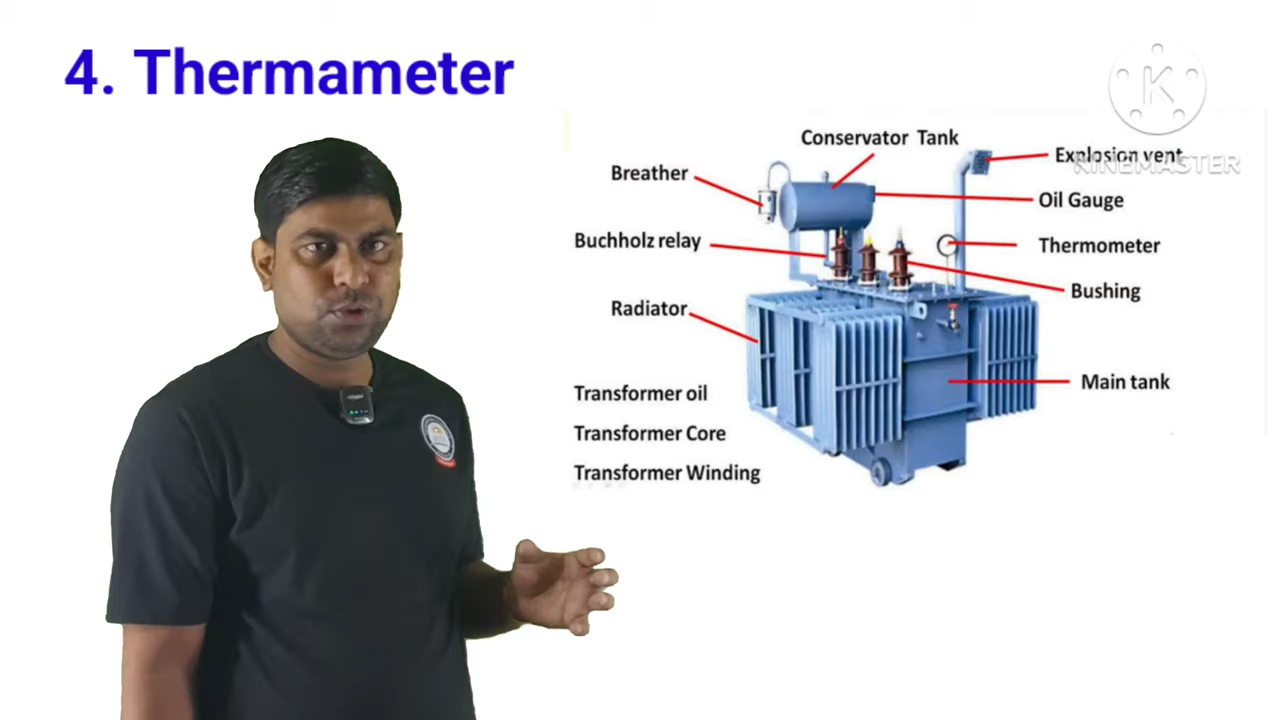 4. Thermameter
Conservator Tank
Breather
Explosion vent
KINEMASTER
Oil Gauge
Buchholz relay
Thermometer
Bushing
Radiator
Main tank
Transformer oil
Transformer Core
Transformer Winding